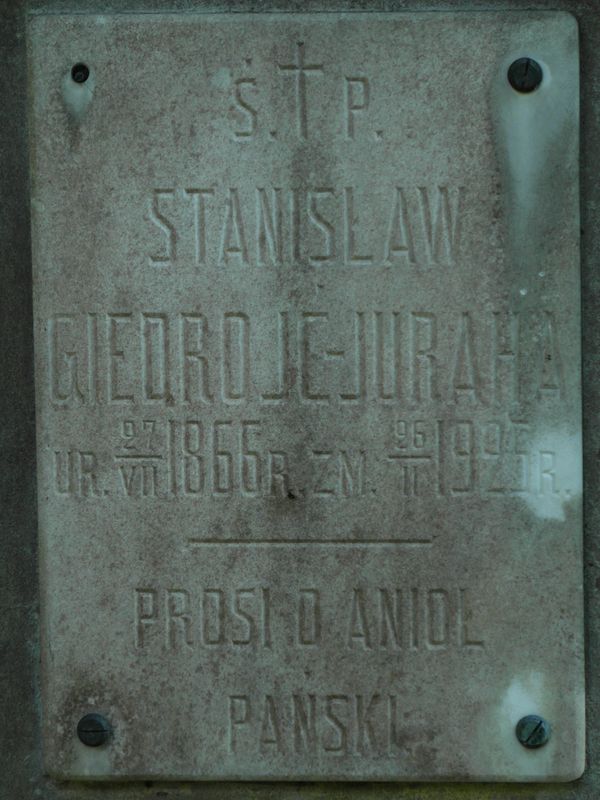 Ś. † P.
STANISŁAW
GIEDROJĆ-JURAHA
UR. 27/VII 1866 R. ZM. 26/II 1925 R.
PROSI O ANIOŁ
PAŃSKI.